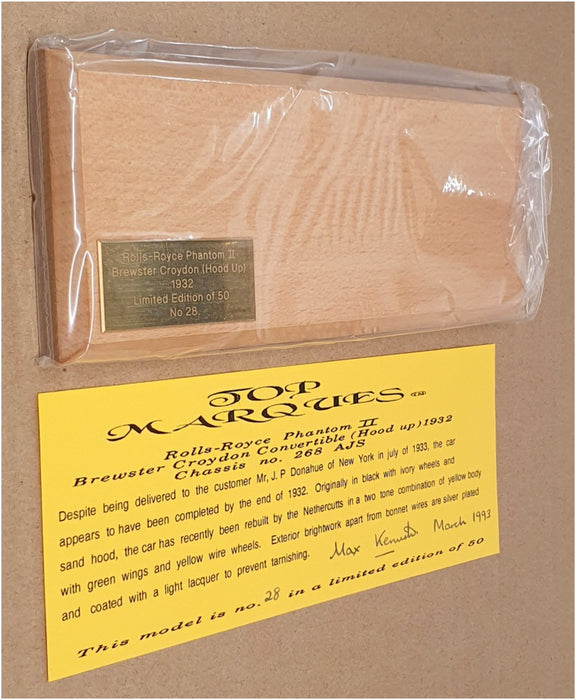 Rolls-Royce Phantom II
Brewster Croydon (Hood Up)
1932
Limited Edition of 50
No 28
TOP
MARQUES TM
Rolls-Royce Phantom II
Brewster Croydon Convertible (Hood up) 1932
Chassis no. 268 AJS
Despite being delivered to the customer Mr, J. P Donahue of New York in july of 1933, the car
appears to have been completed by the end of 1932. Originally in black with ivory wheels and
sand hood, the car has recently been rebuilt by the Nethercutts in a two tone combination of yellow body
with green wings and yellow wire wheels. Exterior brightwork apart from bonnet wires are silver plated
and coated with a light lacquer to prevent tarnishing. Max March 1993
This model is no. 28 in a limited edition of 50